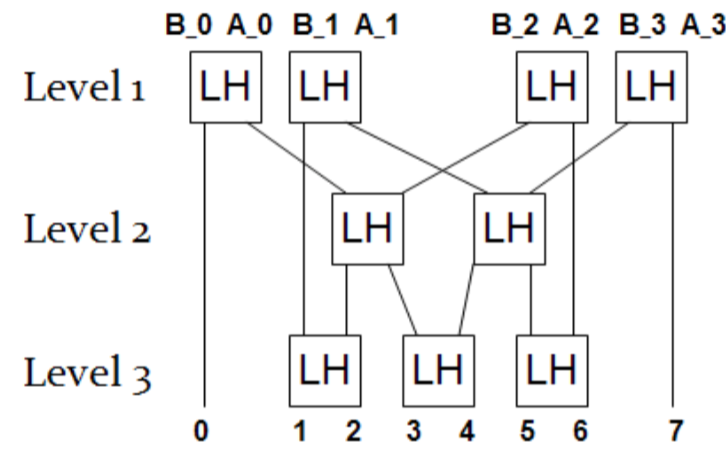 B_0 A_0 B_1 A_1 B_2 A_2 B_3 A_3
Level 1 LH LH LH LH
Level 2 LH LH
Level 3 LH LH LH
0 1 2 3 4 5 6 7